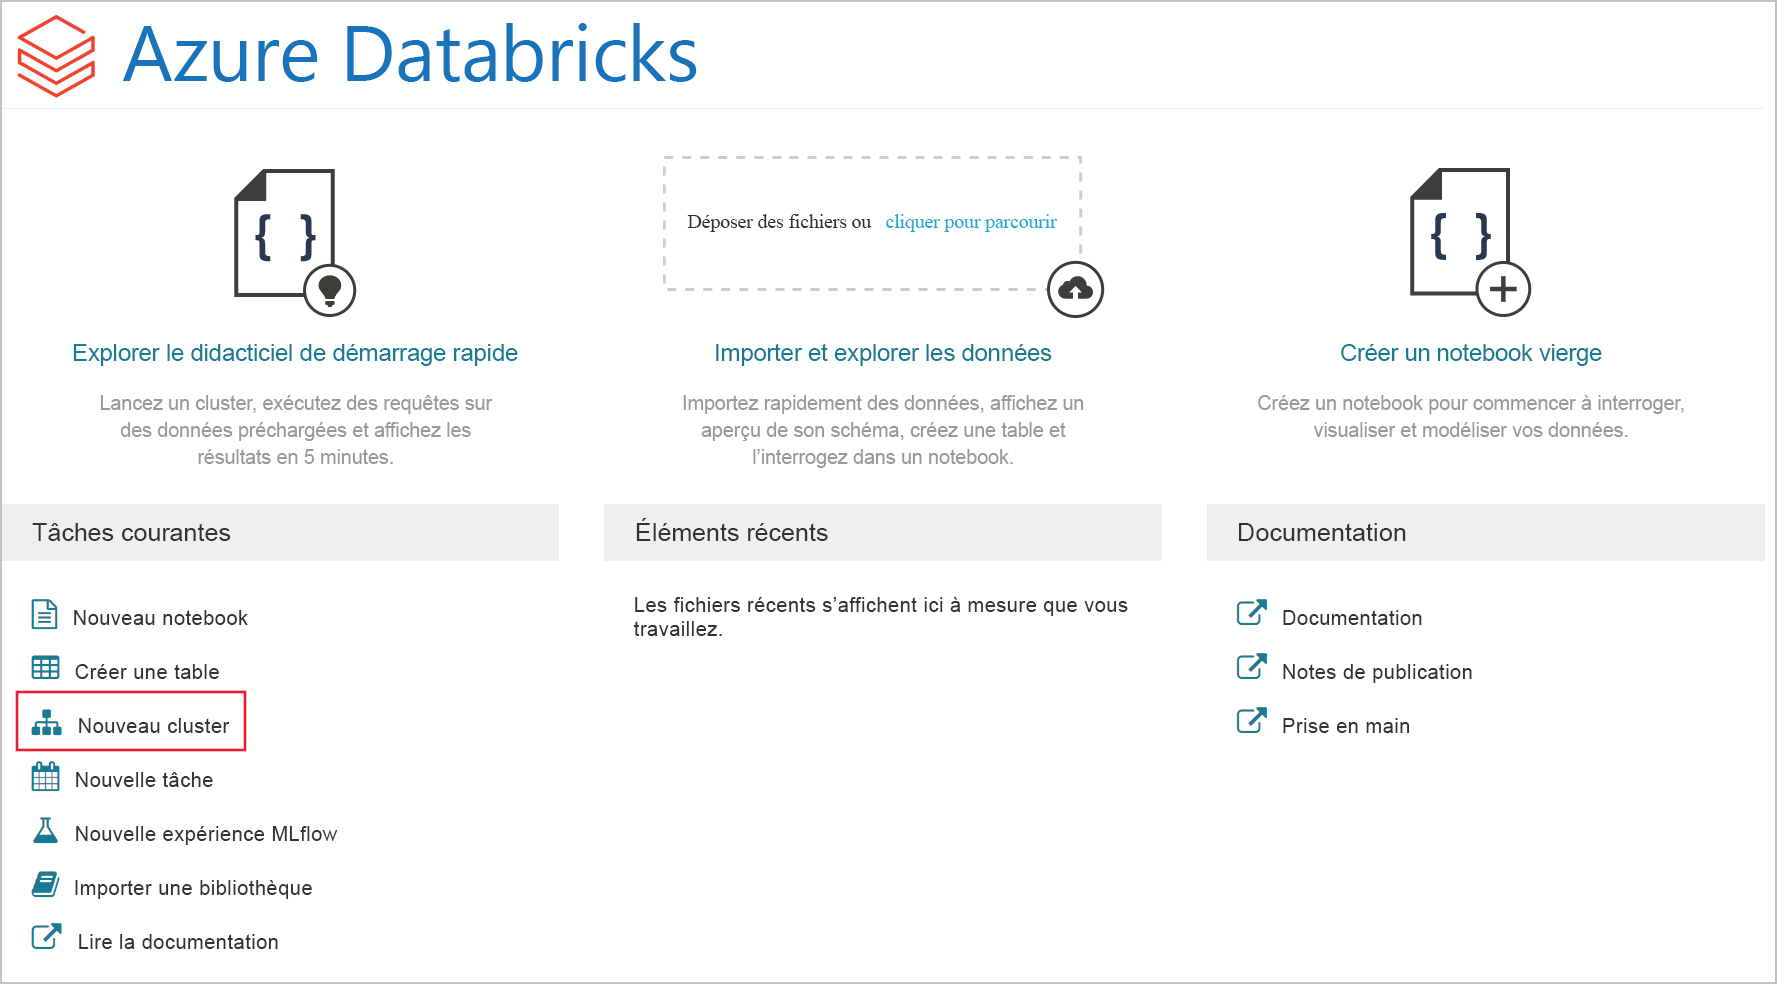 Azure Databricks
{ }
Déposer des fichiers ou cliquer pour parcourir
{ }
Explorer le didacticiel de démarrage rapide
Lancez un cluster, exécutez des requêtes sur
des données préchargées et affichez les
résultats en 5 minutes.
Importer et explorer les données
Importez rapidement des données, affichez un
aperçu de son schéma, créez une table et
l’interrogez dans un notebook.
Créer un notebook vierge
Créez un notebook pour commencer à interroger,
visualiser et modéliser vos données.
Tâches courantes
Nouveau notebook
Créer une table
Nouveau cluster
Nouvelle tâche
Nouvelle expérience MLflow
Importer une bibliothèque
Lire la documentation
Éléments récents
Les fichiers récents s’affichent ici à mesure que vous
travaillez.
Documentation
Documentation
Notes de publication
Prise en main